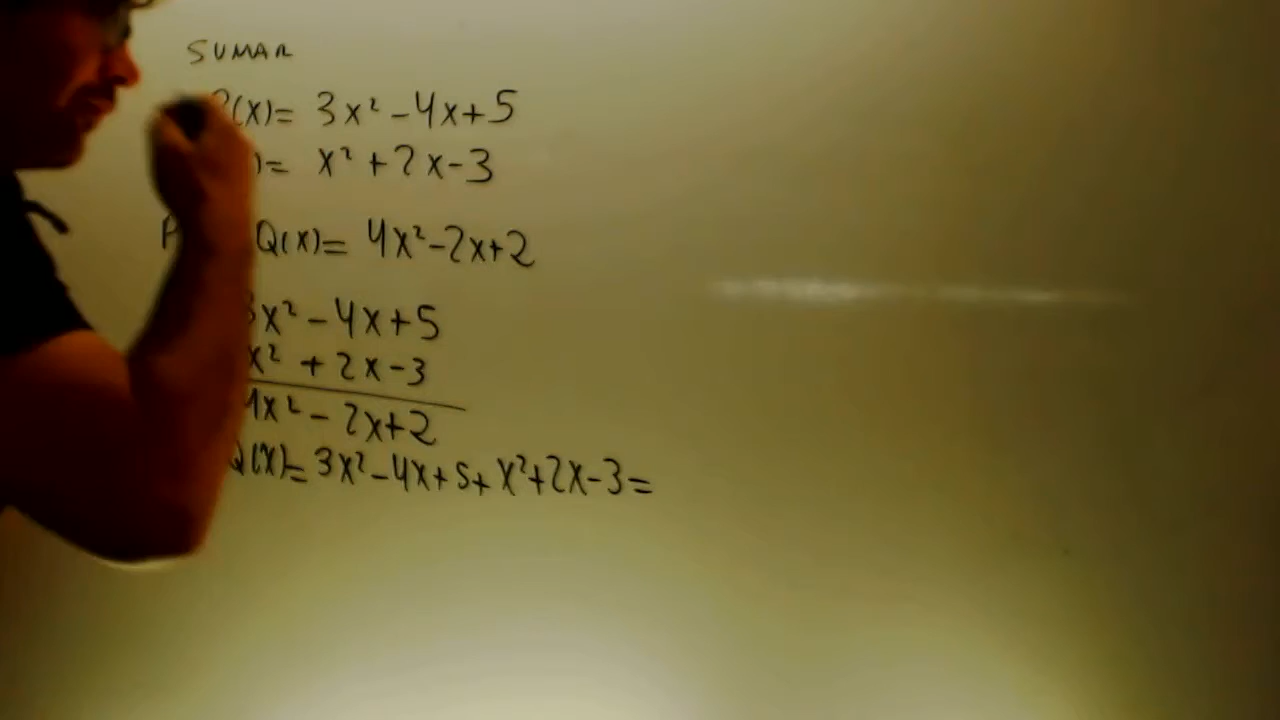 SUMAR
P(x)= 3x² -4x+5
)= x² +2x-3
Q(x)= 4x²-2x+2
3x² -4x+5
x² +2x-3
4x² - 2x+2
Q(x)= 3x²-4x+5+x²+2x-3=